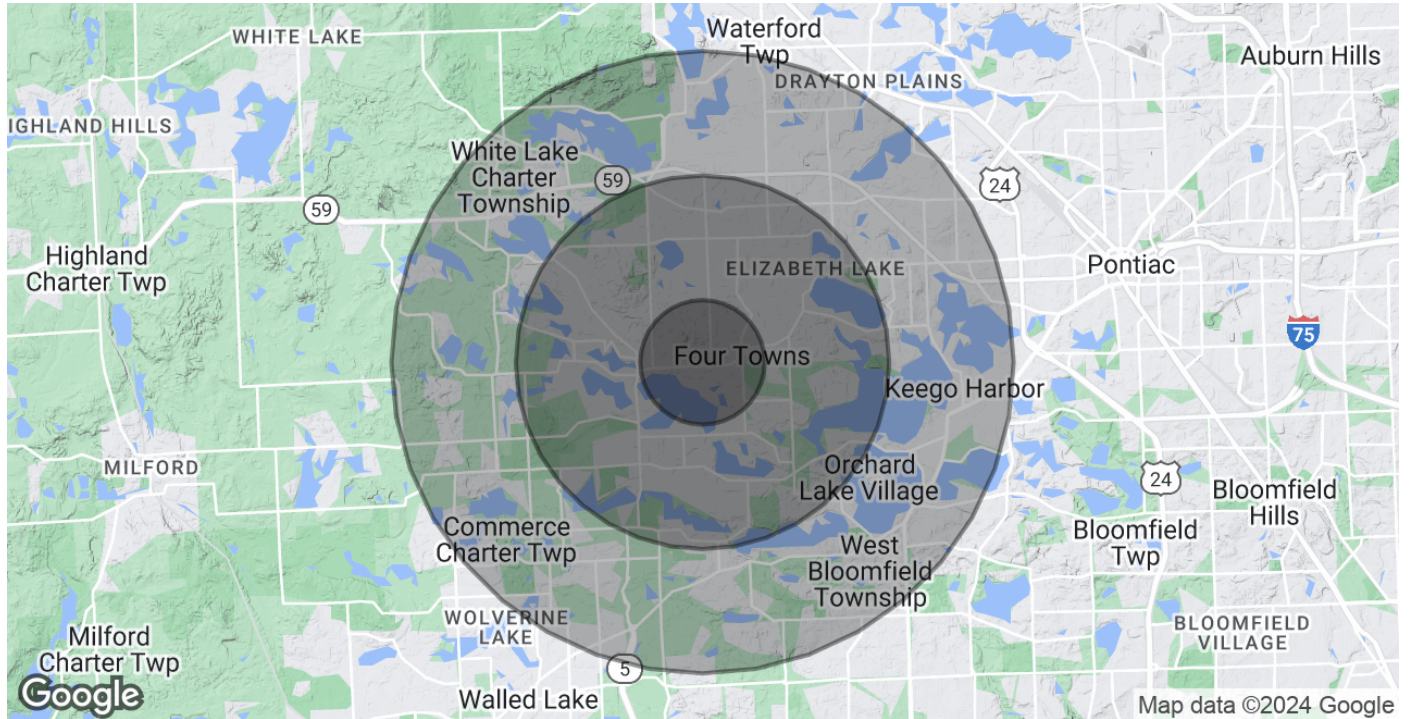 Waterford
Twp
WHITE LAKE
Auburn Hills
DRAYTON PLAINS
IGHLAND HILLS
White Lake
Charter
Township
59
24
59
Highland
Charter Twp
ELIZABETH LAKE
Pontiac
75
Four Towns
Keego Harbor
MILFORD
Orchard
Lake Village
24
Bloomfield
Hills
Commerce
Charter Twp
Bloomfield
Twp
West
Bloomfield
Township
WOLVERINE
LAKE
BLOOMFIELD
VILLAGE
Milford
Charter Twp
5
Walled Lake
Google
Map data ©2024 Google